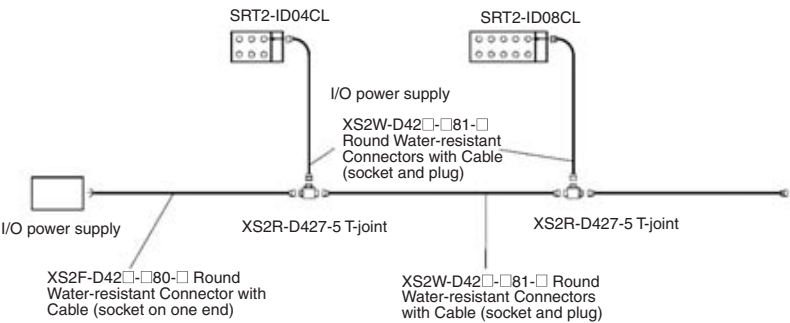 SRT2-ID04CL
SRT2-ID08CL
I/O power supply
XS2W-D42□-□81-□
Round Water-resistant
Connectors with Cable
(socket and plug)
I/O power supply
XS2R-D427-5 T-joint
XS2R-D427-5 T-joint
XS2F-D42□-□80-□ Round
Water-resistant Connector with
Cable (socket on one end)
XS2W-D42□-□81-□ Round
Water-resistant Connectors
with Cable (socket and plug)